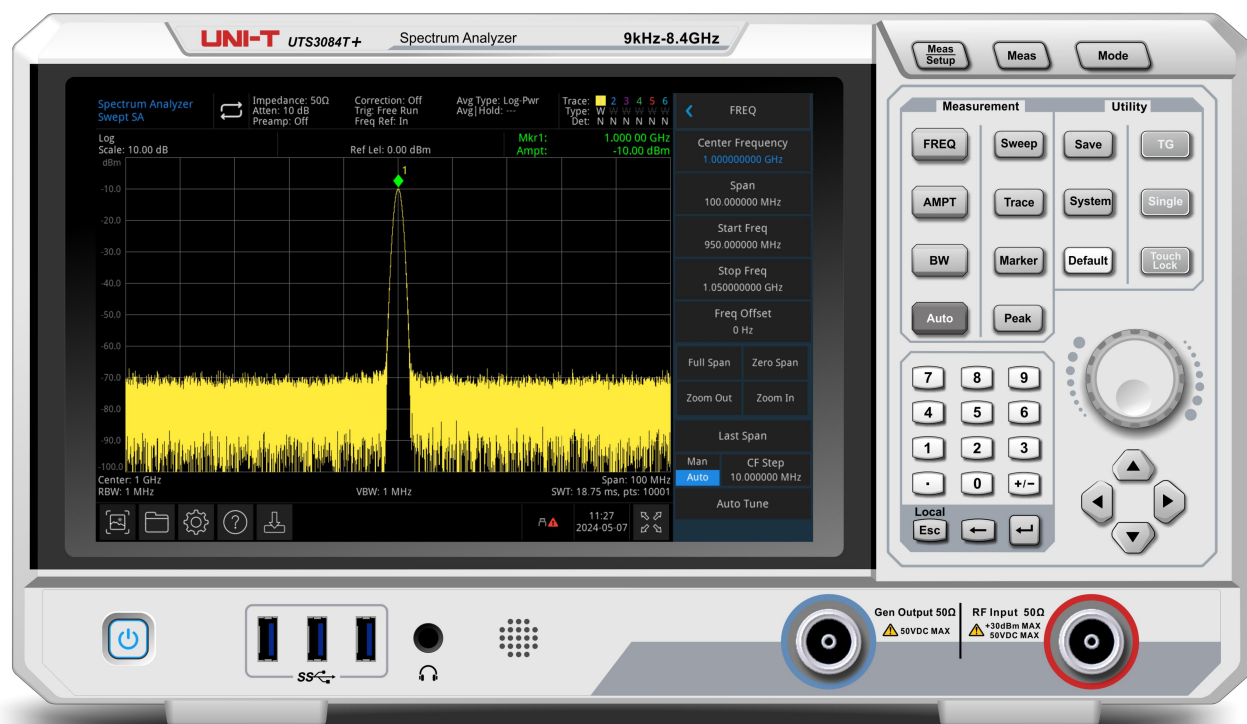 UNI-T UTS3084T+ Spectrum Analyzer 9kHz-8.4GHz
Meas Setup Meas Mode
Spectrum Analyzer
Swept SA
Impedance: 50Ω
Atten: 10 dB
Preamp: Off
Correction: Off
Trig: Free Run
Freq Ref: In
Avg Type: Log-Pwr
Avg|Hold: ---
Trace: 2 3 4 5 6
Type: W W W W W W
Det: N N N N N N
Log
Scale: 10.00 dB
Ref Lel: 0.00 dBm
Mkr1: 1.000 00 GHz
Ampt: -10.00 dBm
dBm
1
-10.0
-20.0
-30.0
-40.0
-50.0
-60.0
-70.0
-80.0
-90.0
-100.0
Center: 1 GHz
RBW: 1 MHz
VBW: 1 MHz
Span: 100 MHz
SWT: 18.75 ms, pts: 10001
11:27
2024-05-07
FREQ
Center Frequency
1.000000000 GHz
Span
100.000000 MHz
Start Freq
950.000000 MHz
Stop Freq
1.050000000 GHz
Freq Offset
0 Hz
Full Span Zero Span
Zoom Out Zoom In
Last Span
Man
Auto
CF Step
10.000000 MHz
Auto Tune
Measurement Utility
FREQ Sweep Save TG
AMPT Trace System Single
BW Marker Default Touch Lock
Auto Peak
7 8 9
4 5 6
1 2 3
. 0 +/-
Local
Esc
SS
Gen Output 50Ω
50VDC MAX
RF Input 50Ω
+30dBm MAX
50VDC MAX